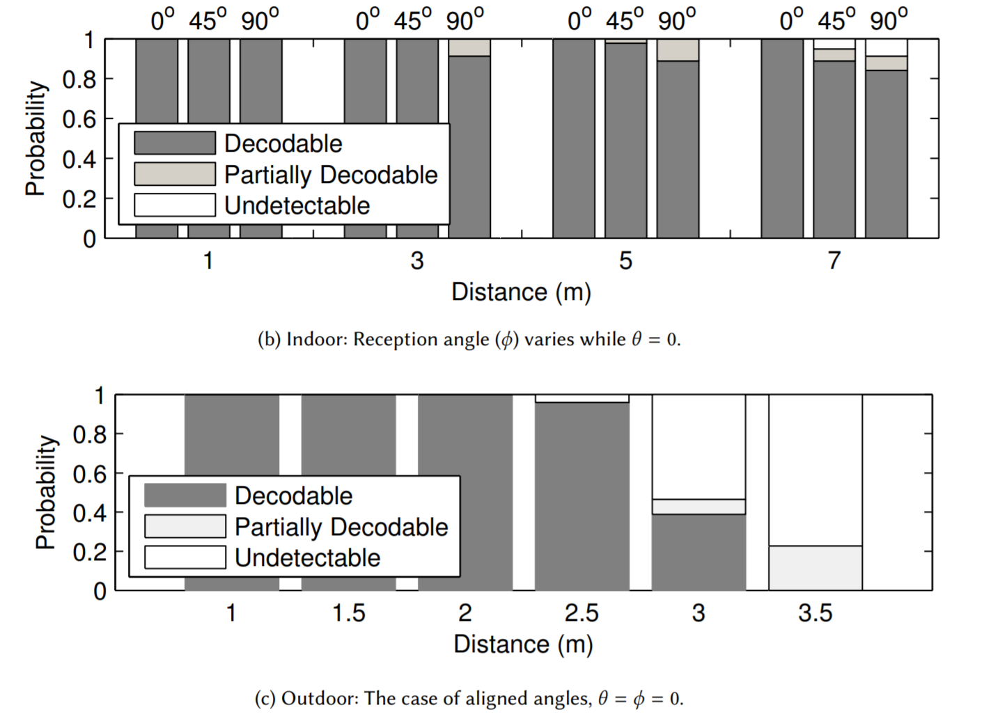 0° 45° 90° 0° 45° 90° 0° 45° 90° 0° 45° 90°
1
0.8
0.6
0.4
0.2
0
Probability
Decodable
Partially Decodable
Undetectable
1 3 5 7
Distance (m)
(b) Indoor: Reception angle (ϕ) varies while θ = 0.
1
0.8
0.6
0.4
0.2
0
Probability
Decodable
Partially Decodable
Undetectable
1 1.5 2 2.5 3 3.5
Distance (m)
(c) Outdoor: The case of aligned angles, θ = ϕ = 0.